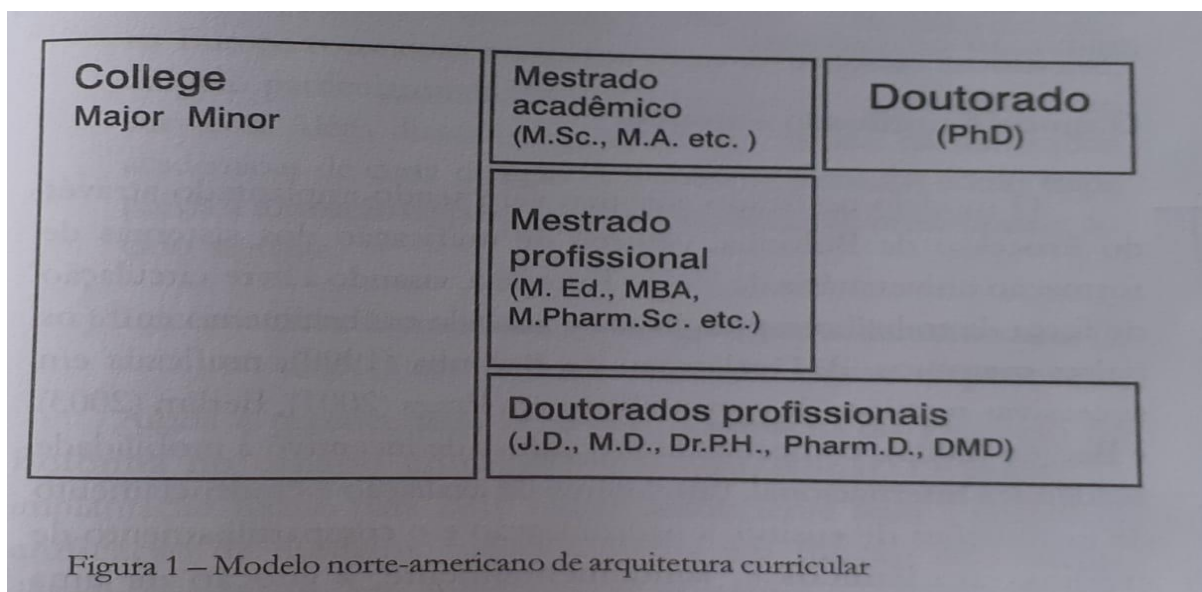 College
Major Minor
Mestrado
acadêmico
(M.Sc., M.A. etc. )
Doutorado
(PhD)
Mestrado
profissional
(M. Ed., MBA,
M.Pharm.Sc. etc.)
Doutorados profissionais
(J.D., M.D., Dr.P.H., Pharm.D., DMD)
Figura 1 – Modelo norte-americano de arquitetura curricular